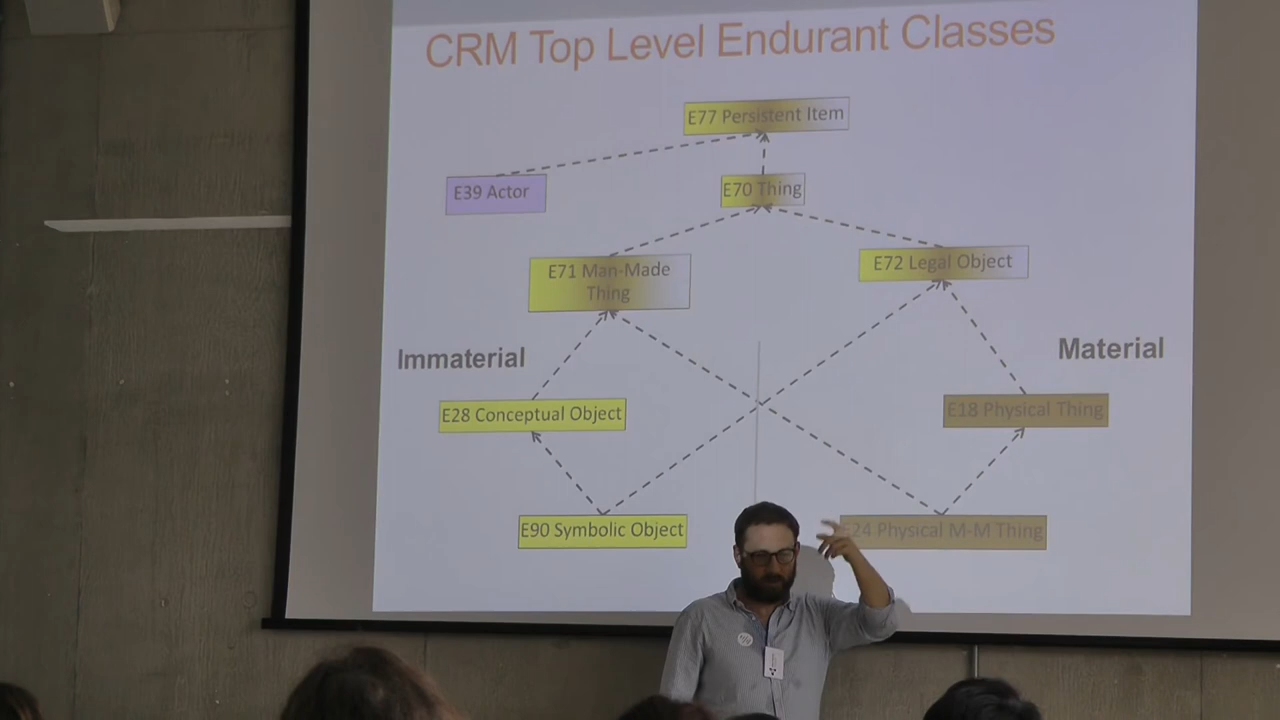 CRM Top Level Endurant Classes
E77 Persistent Item
E39 Actor
E70 Thing
E71 Man-Made
Thing
E72 Legal Object
Immaterial
Material
E28 Conceptual Object
E18 Physical Thing
E90 Symbolic Object
E24 Physical M-M Thing